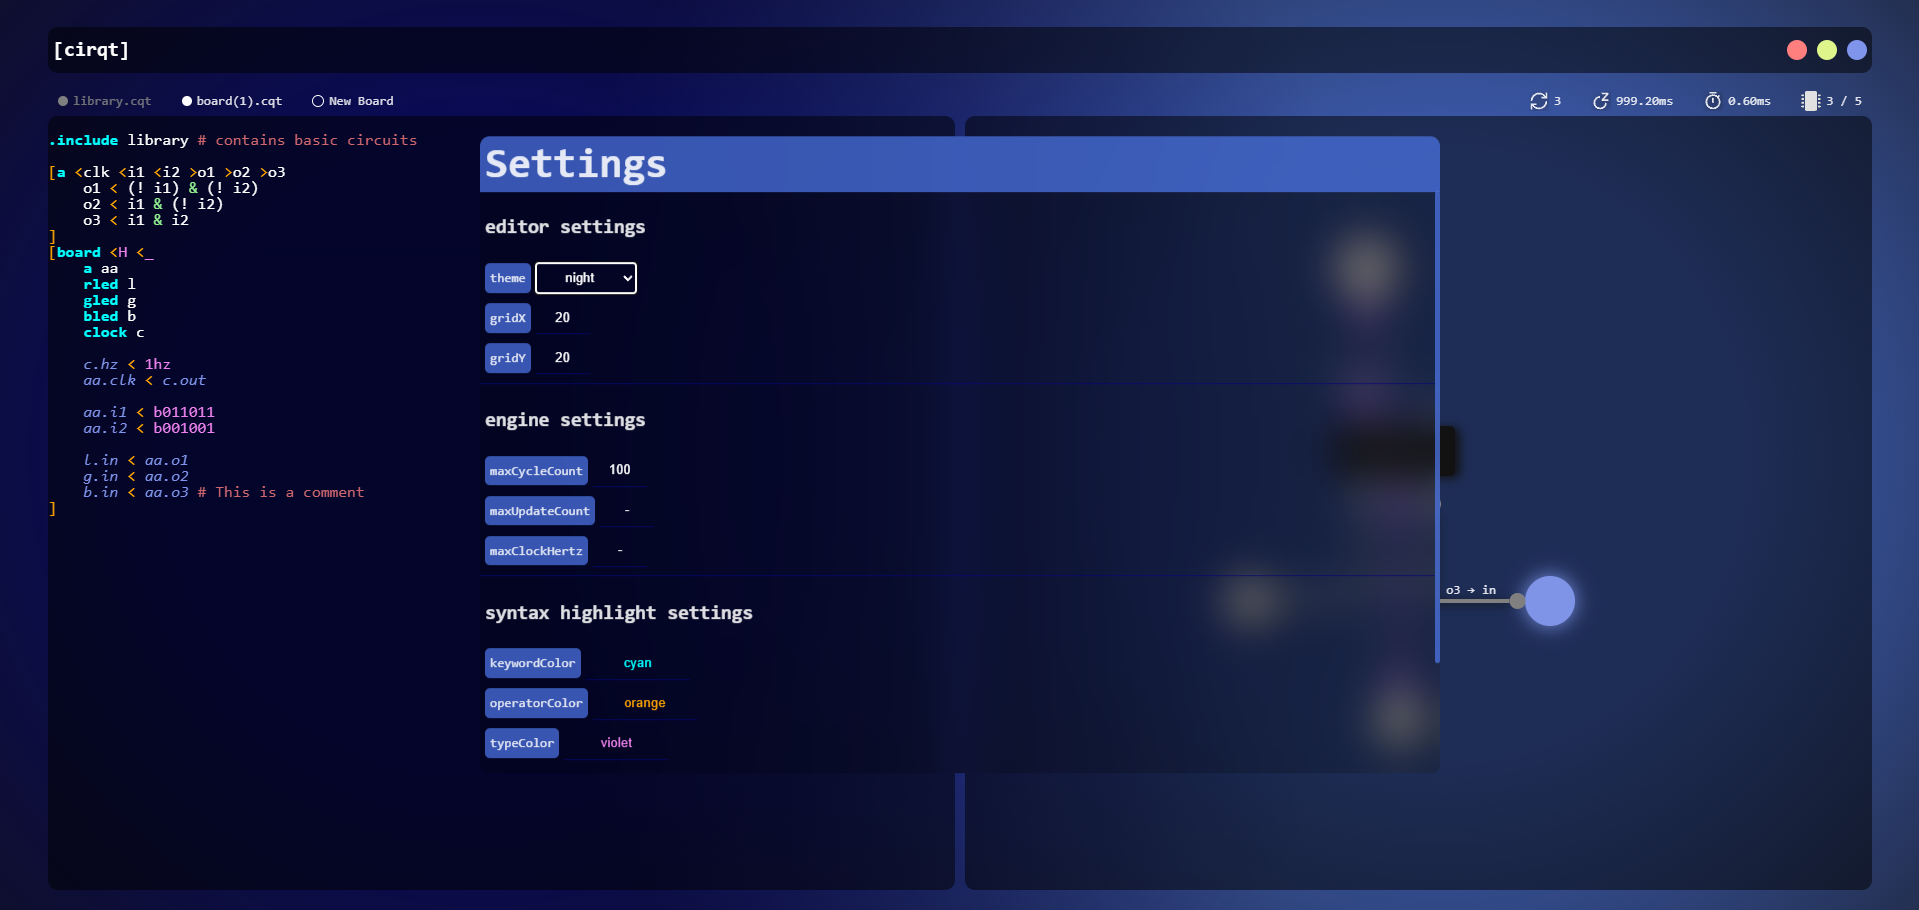 [cirqt]
library.cqt
board(1).cqt
New Board
3
999.20ms
0.60ms
3 / 5
.include library # contains basic circuits
[a <clk <i1 <i2 >o1 >o2 >o3
o1 < (! i1) & (! i2)
o2 < i1 & (! i2)
o3 < i1 & i2
]
[board <H <_
a aa
rled l
gled g
bled b
clock c
c.hz < 1hz
aa.clk < c.out
aa.i1 < b011011
aa.i2 < b001001
l.in < aa.o1
g.in < aa.o2
b.in < aa.o3 # This is a comment
]
Settings
editor settings
theme night
gridX 20
gridY 20
engine settings
maxCycleCount 100
maxUpdateCount -
maxClockHertz -
syntax highlight settings
keywordColor cyan
operatorColor orange
typeColor violet
o3 → in